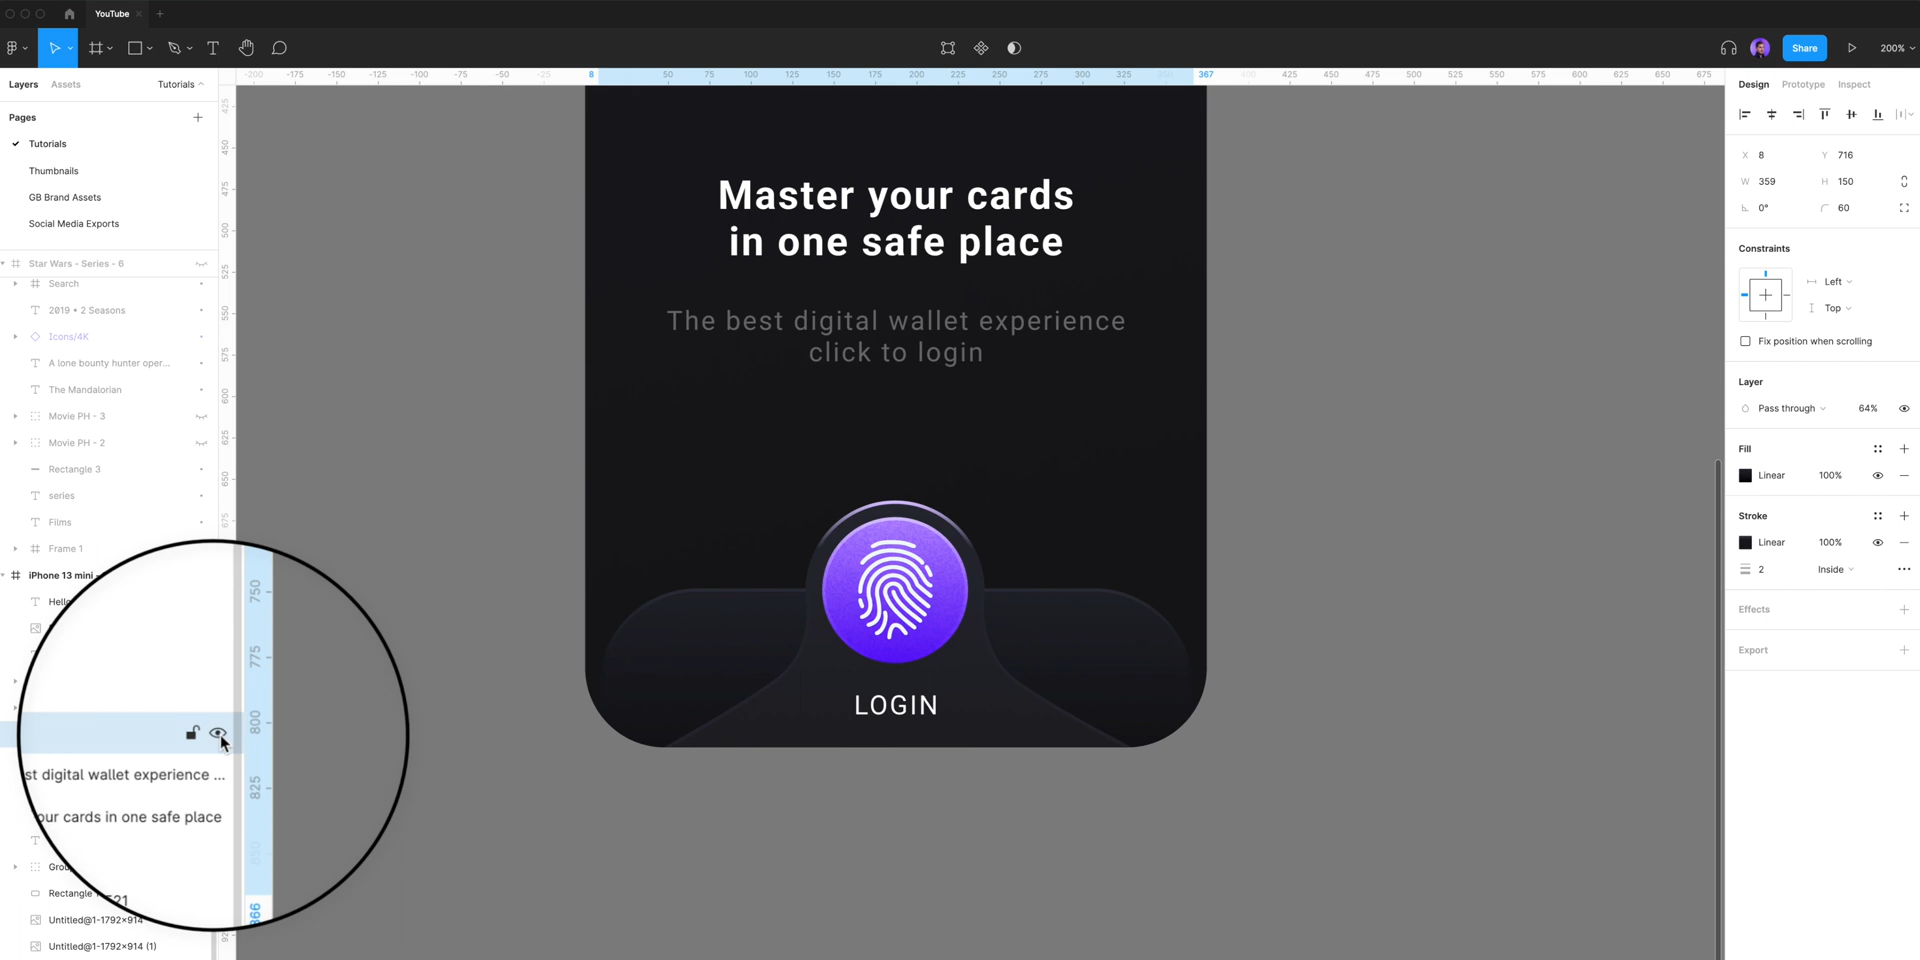 YouTube
Share
200%
Layers
Assets
Tutorials
-200
-175
-150
-125
-100
-75
-50
-25
8
50
75
100
125
150
175
200
225
250
275
300
325
367
400
425
450
475
500
525
550
575
600
625
650
675
Design
Prototype
Inspect
Pages
Tutorials
Thumbnails
GB Brand Assets
Social Media Exports
Star Wars - Series - 6
Search
2019 • 2 Seasons
Icons/4K
A lone bounty hunter oper...
The Mandalorian
Movie PH - 3
Movie PH - 2
Rectangle 3
series
Films
Frame 1
iPhone 13 mini -
Hello
st digital wallet experience ...
our cards in one safe place
Rectangle
Untitled@1-1792×914
Untitled@1-1792×914 (1)
425
450
475
500
525
550
575
600
625
650
675
750
775
800
825
Master your cards
in one safe place
The best digital wallet experience
click to login
LOGIN
X 8
Y 716
W 359
H 150
0°
60
Constraints
Left
Top
Fix position when scrolling
Layer
Pass through
64%
Fill
Linear
100%
Stroke
Linear
100%
2
Inside
Effects
Export